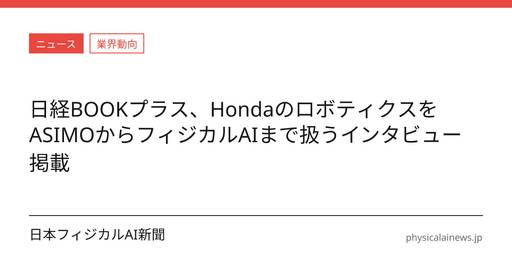 ニュース 業界動向
日経BOOKプラス、Hondaのロボティクスを
ASIMOからフィジカルAIまで扱うインタビュー
掲載
日本フィジカルAI新聞 physicalainews.jp